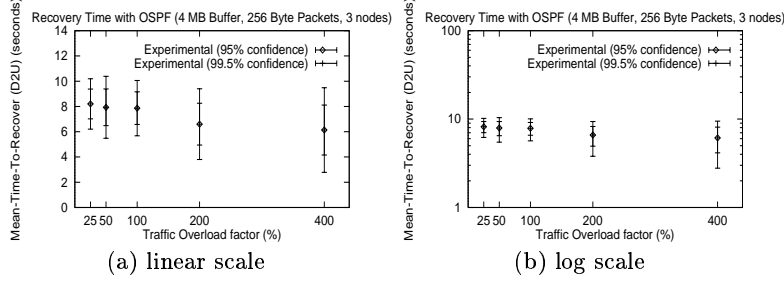 Recovery Time with OSPF (4 MB Buffer, 256 Byte Packets, 3 nodes)
Mean-Time-To-Recover (D2U) (seconds)
14
12
10
8
6
4
2
0
Experimental (95% confidence)
Experimental (99.5% confidence)
25 50 100 200 400
Traffic Overload factor (%)
(a) linear scale
Recovery Time with OSPF (4 MB Buffer, 256 Byte Packets, 3 nodes)
Mean-Time-To-Recover (D2U) (seconds)
100
10
1
Experimental (95% confidence)
Experimental (99.5% confidence)
25 50 100 200 400
Traffic Overload factor (%)
(b) log scale